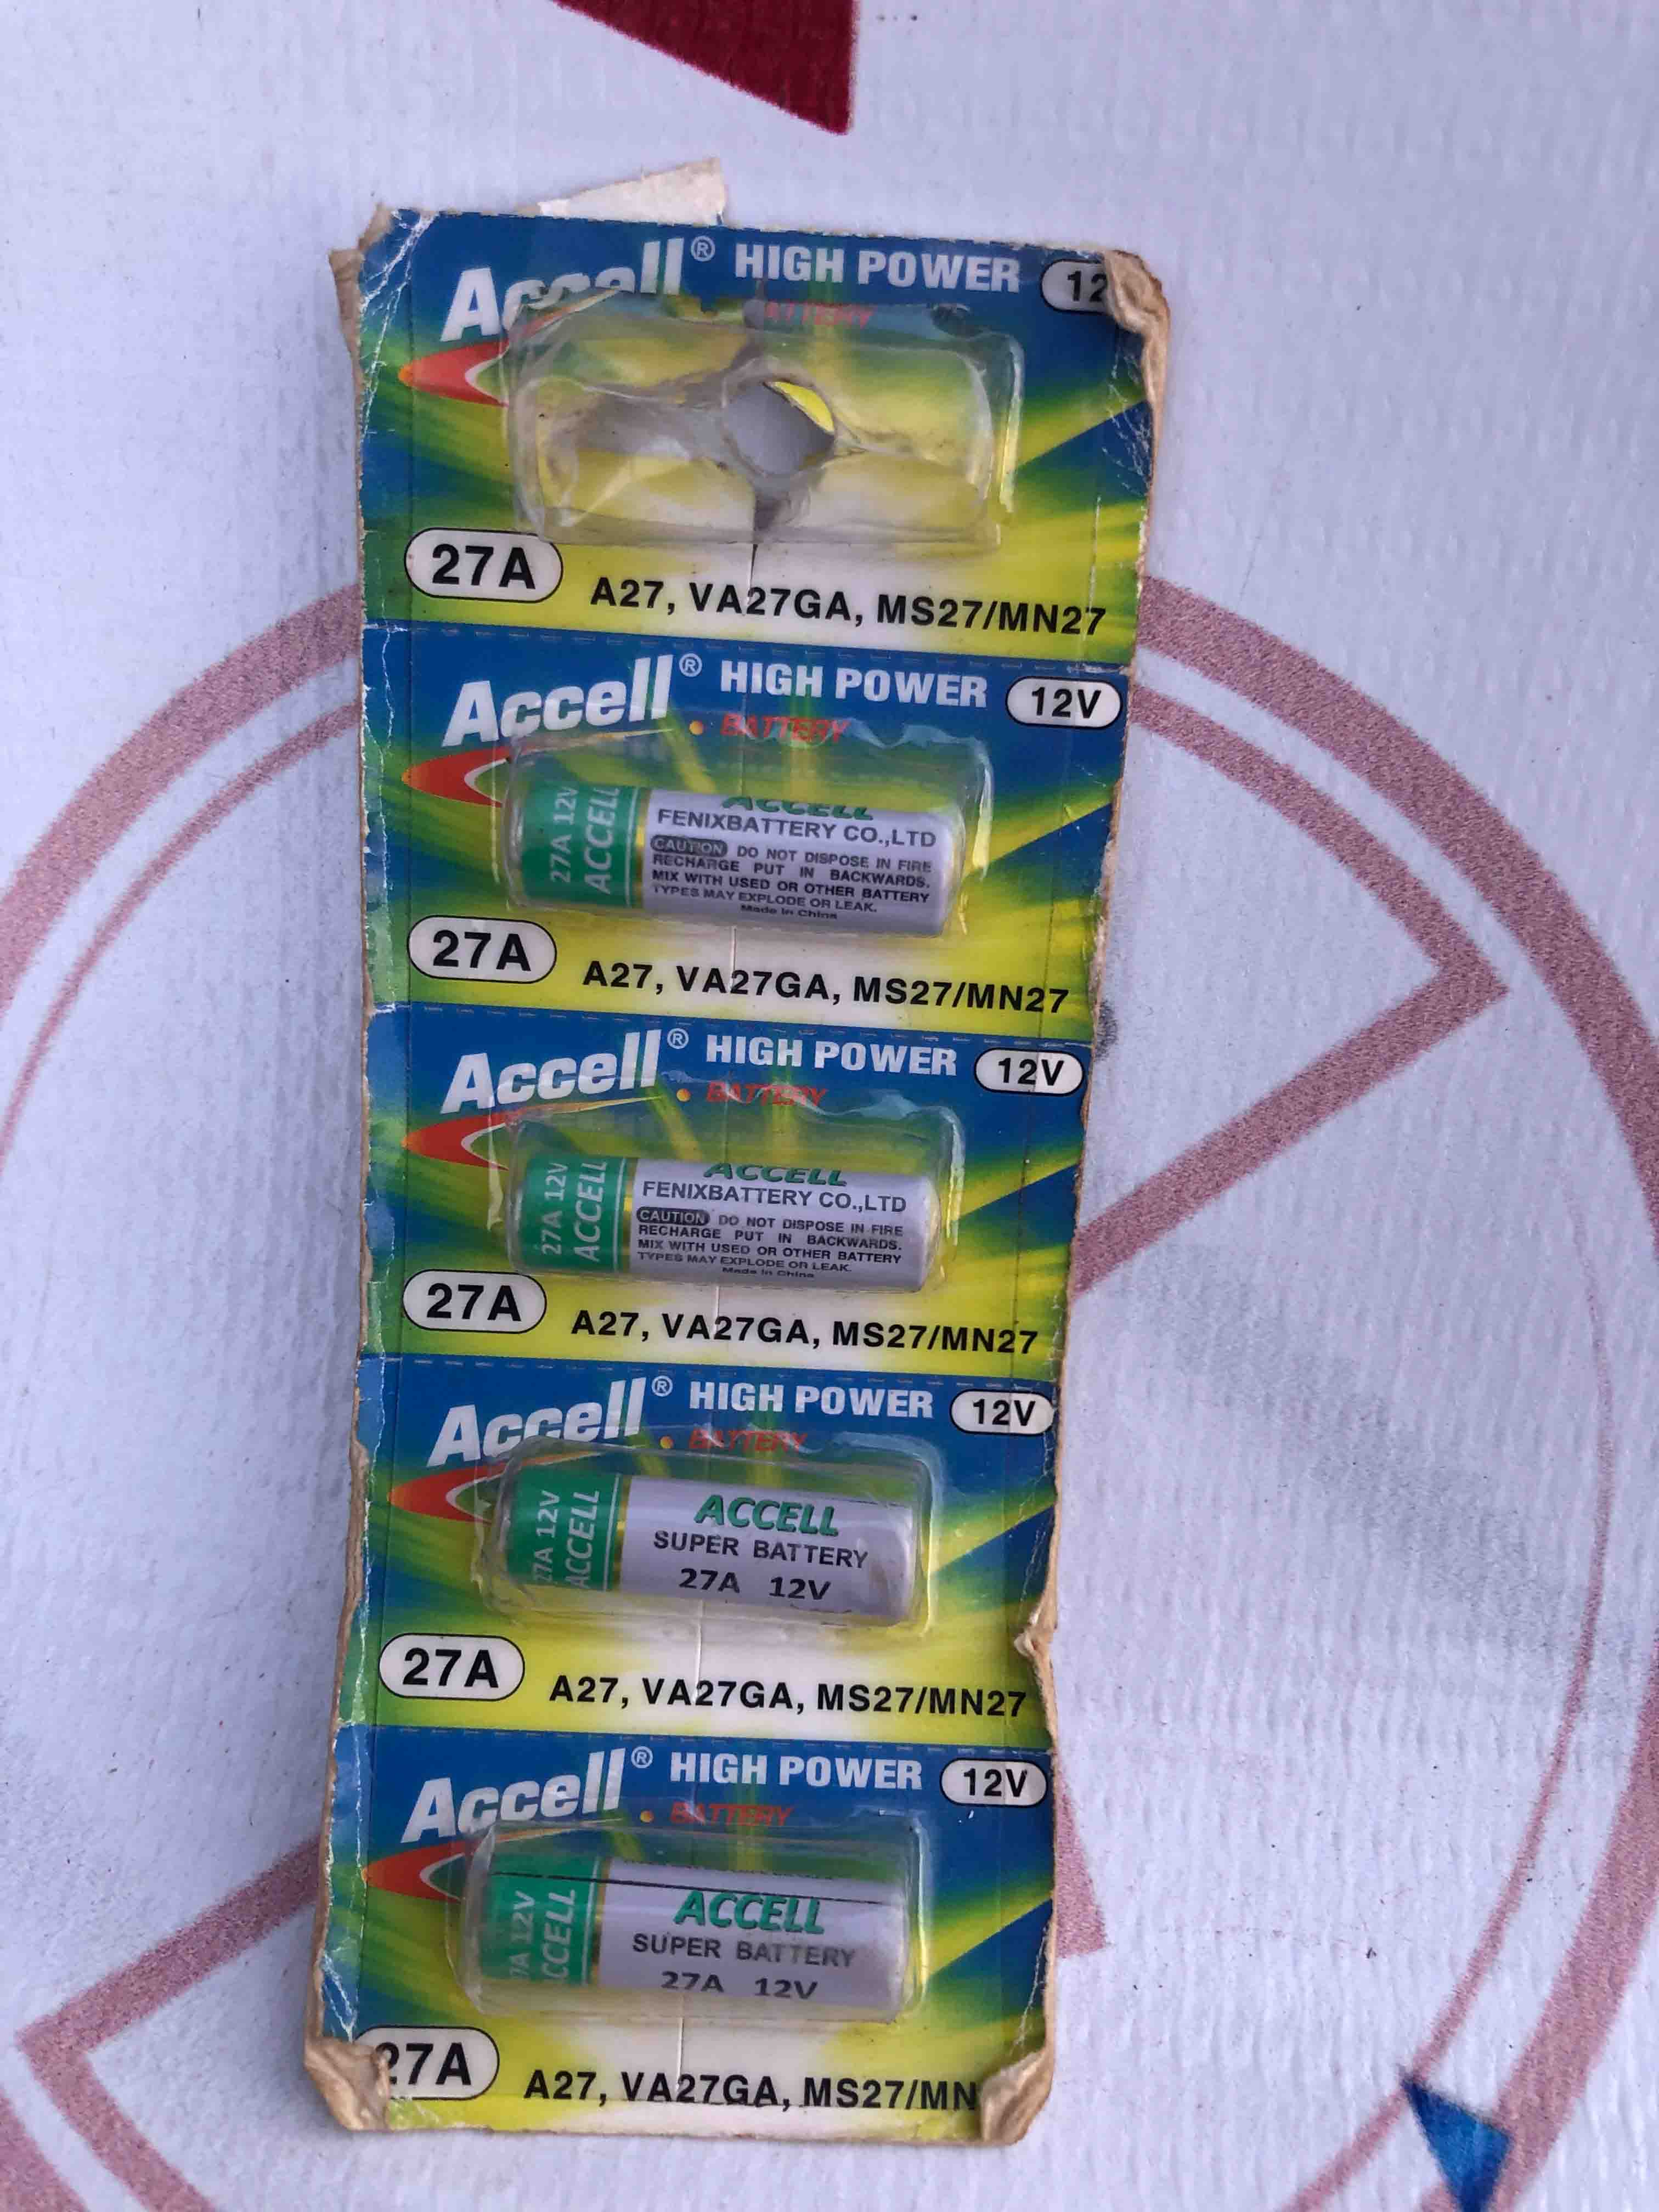 Accell® HIGH POWER 12
BATTERY
27A A27, VA27GA, MS27/MN27
Accell® HIGH POWER 12V
BATTERY
27A 12V
ACCELL
ACCELL
FENIXBATTERY CO.,LTD
CAUTION DO NOT DISPOSE IN FIRE
RECHARGE PUT IN BACKWARDS.
MIX WITH USED OR OTHER BATTERY
TYPES MAY EXPLODE OR LEAK.
Made in China
27A A27, VA27GA, MS27/MN27
Accell® HIGH POWER 12V
BATTERY
27A 12V
ACCELL
ACCELL
FENIXBATTERY CO.,LTD
CAUTION DO NOT DISPOSE IN FIRE
RECHARGE PUT IN BACKWARDS.
MIX WITH USED OR OTHER BATTERY
TYPES MAY EXPLODE OR LEAK.
Made in China
27A A27, VA27GA, MS27/MN27
Accell® HIGH POWER 12V
BATTERY
27A 12V
ACCELL
ACCELL
SUPER BATTERY
27A 12V
27A A27, VA27GA, MS27/MN27
Accell® HIGH POWER 12V
BATTERY
7A 12V
CCELL
ACCELL
SUPER BATTERY
27A 12V
27A A27, VA27GA, MS27/MN